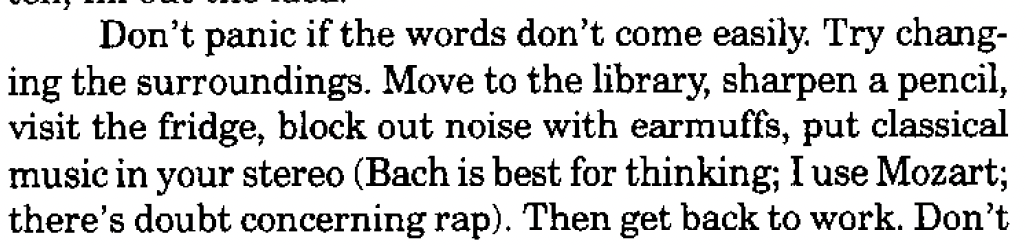 Don't panic if the words don't come easily. Try chang-
ing the surroundings. Move to the library, sharpen a pencil,
visit the fridge, block out noise with earmuffs, put classical
music in your stereo (Bach is best for thinking; I use Mozart;
there's doubt concerning rap). Then get back to work. Don't